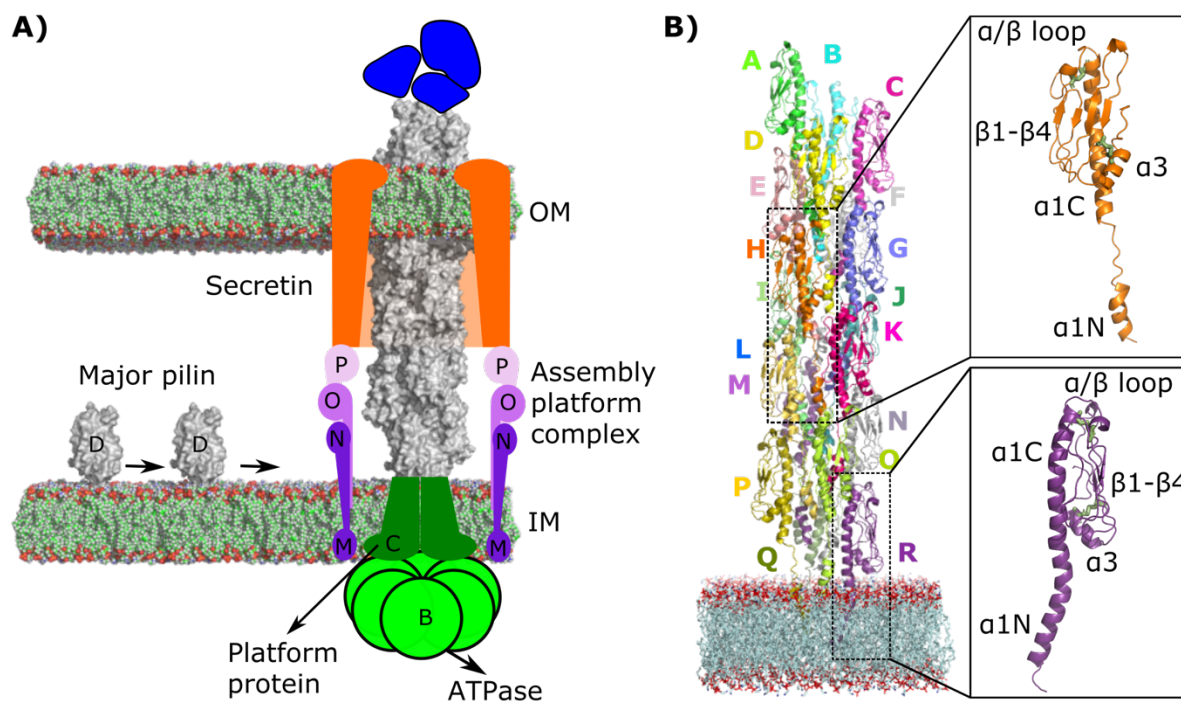 A)
OM
Secretin
P
P
Major pilin
Assembly
platform
complex
O
O
N
N
D
D
IM
M
C
M
B
Platform
protein
ATPase
B)
A
B
C
D
E
F
H
G
I
J
K
L
M
N
O
P
Q
R
α/β loop
β1-β4
α3
α1C
α1N
α/β loop
α1C
β1-β4
α3
α1N